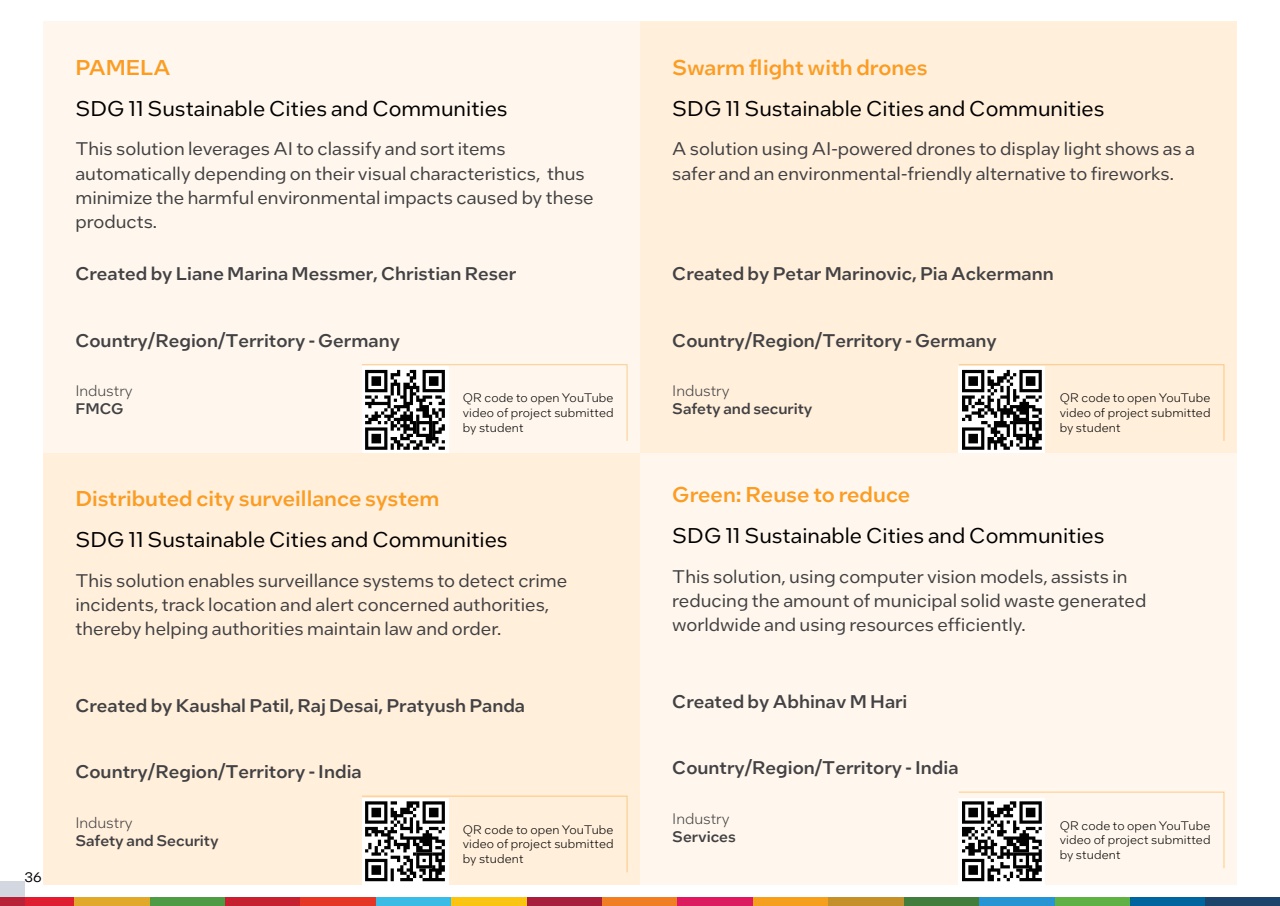 PAMELA
SDG 11 Sustainable Cities and Communities
This solution leverages AI to classify and sort items
automatically depending on their visual characteristics,  thus
minimize the harmful environmental impacts caused by these
products.
Created by Liane Marina Messmer, Christian Reser
Country/Region/Territory - Germany
Industry
FMCG
QR code to open YouTube
video of project submitted
by student
Swarm flight with drones
SDG 11 Sustainable Cities and Communities
A solution using AI-powered drones to display light shows as a
safer and an environmental-friendly alternative to fireworks.
Created by Petar Marinovic, Pia Ackermann
Country/Region/Territory - Germany
Industry
Safety and security
QR code to open YouTube
video of project submitted
by student
Distributed city surveillance system
SDG 11 Sustainable Cities and Communities
This solution enables surveillance systems to detect crime
incidents, track location and alert concerned authorities,
thereby helping authorities maintain law and order.
Created by Kaushal Patil, Raj Desai, Pratyush Panda
Country/Region/Territory - India
Industry
Safety and Security
QR code to open YouTube
video of project submitted
by student
Green: Reuse to reduce
SDG 11 Sustainable Cities and Communities
This solution, using computer vision models, assists in
reducing the amount of municipal solid waste generated
worldwide and using resources efficiently.
Created by Abhinav M Hari
Country/Region/Territory - India
Industry
Services
QR code to open YouTube
video of project submitted
by student
36